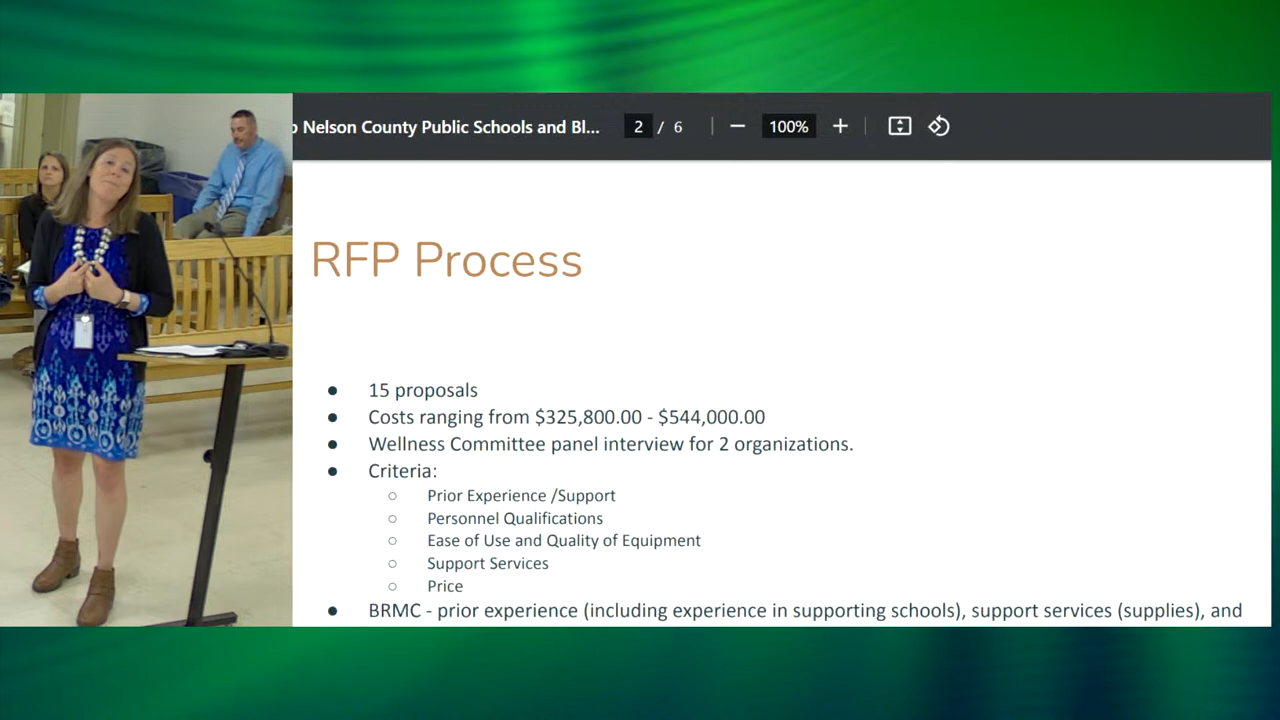 Nelson County Public Schools and Bl...
2 / 6
100%
RFP Process
● 15 proposals
● Costs ranging from $325,800.00 - $544,000.00
● Wellness Committee panel interview for 2 organizations.
● Criteria:
○ Prior Experience /Support
○ Personnel Qualifications
○ Ease of Use and Quality of Equipment
○ Support Services
○ Price
● BRMC - prior experience (including experience in supporting schools), support services (supplies), and